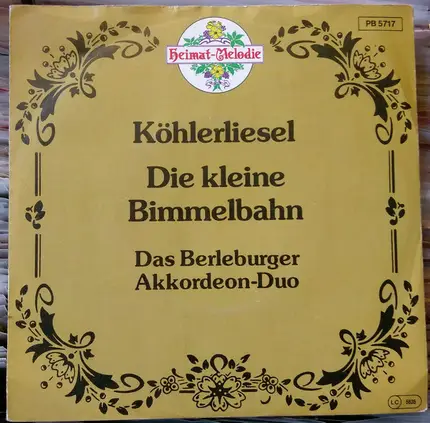 Heimat-Melodie
PB 5717
Köhlerliesel
Die kleine
Bimmelbahn
Das Berleburger
Akkordeon-Duo
LC